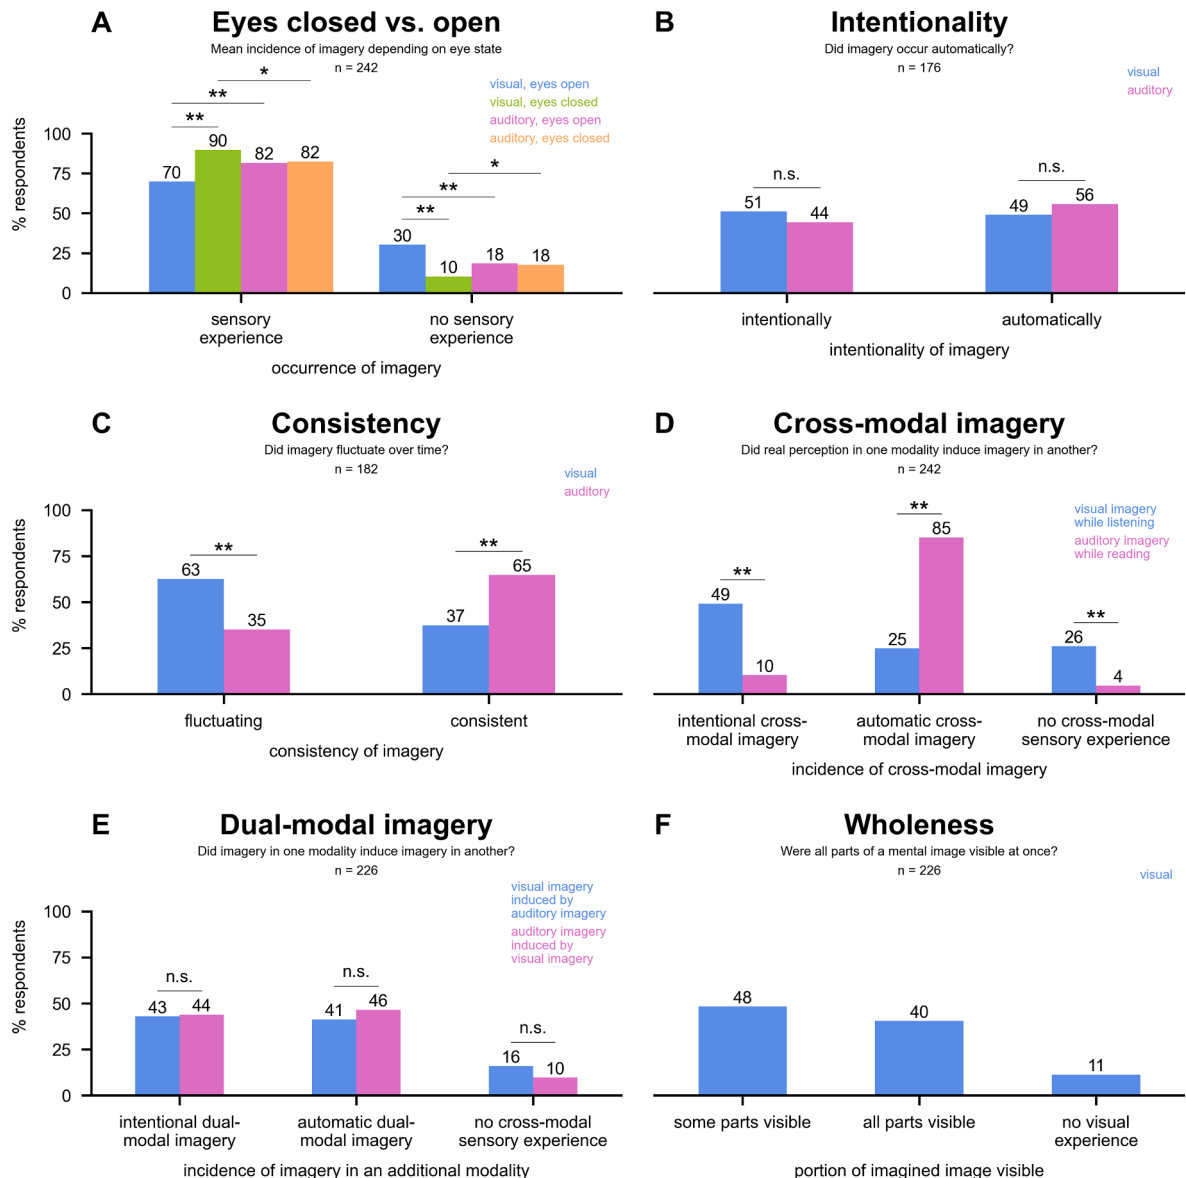 A
Eyes closed vs. open
Mean incidence of imagery depending on eye state
n = 242
visual, eyes open
visual, eyes closed
auditory, eyes open
auditory, eyes closed
*
**
**
*
**
**
% respondents
100
75
50
25
0
70
90
82
82
30
10
18
18
sensory
experience
no sensory
experience
occurrence of imagery
B
Intentionality
Did imagery occur automatically?
n = 176
visual
auditory
n.s.
n.s.
51
44
49
56
intentionally
automatically
intentionality of imagery
C
Consistency
Did imagery fluctuate over time?
n = 182
visual
auditory
% respondents
100
75
50
25
0
**
**
63
35
37
65
fluctuating
consistent
consistency of imagery
D
Cross-modal imagery
Did real perception in one modality induce imagery in another?
n = 242
visual imagery
while listening
auditory imagery
while reading
**
**
**
49
10
25
85
26
4
intentional cross-
modal imagery
automatic cross-
modal imagery
no cross-modal
sensory experience
incidence of cross-modal imagery
E
Dual-modal imagery
Did imagery in one modality induce imagery in another?
n = 226
visual imagery
induced by
auditory imagery
auditory imagery
induced by
visual imagery
% respondents
100
75
50
25
0
n.s.
n.s.
n.s.
43
44
41
46
16
10
intentional dual-
modal imagery
automatic dual-
modal imagery
no cross-modal
sensory experience
incidence of imagery in an additional modality
F
Wholeness
Were all parts of a mental image visible at once?
n = 226
visual
48
40
11
some parts visible
all parts visible
no visual
experience
portion of imagined image visible